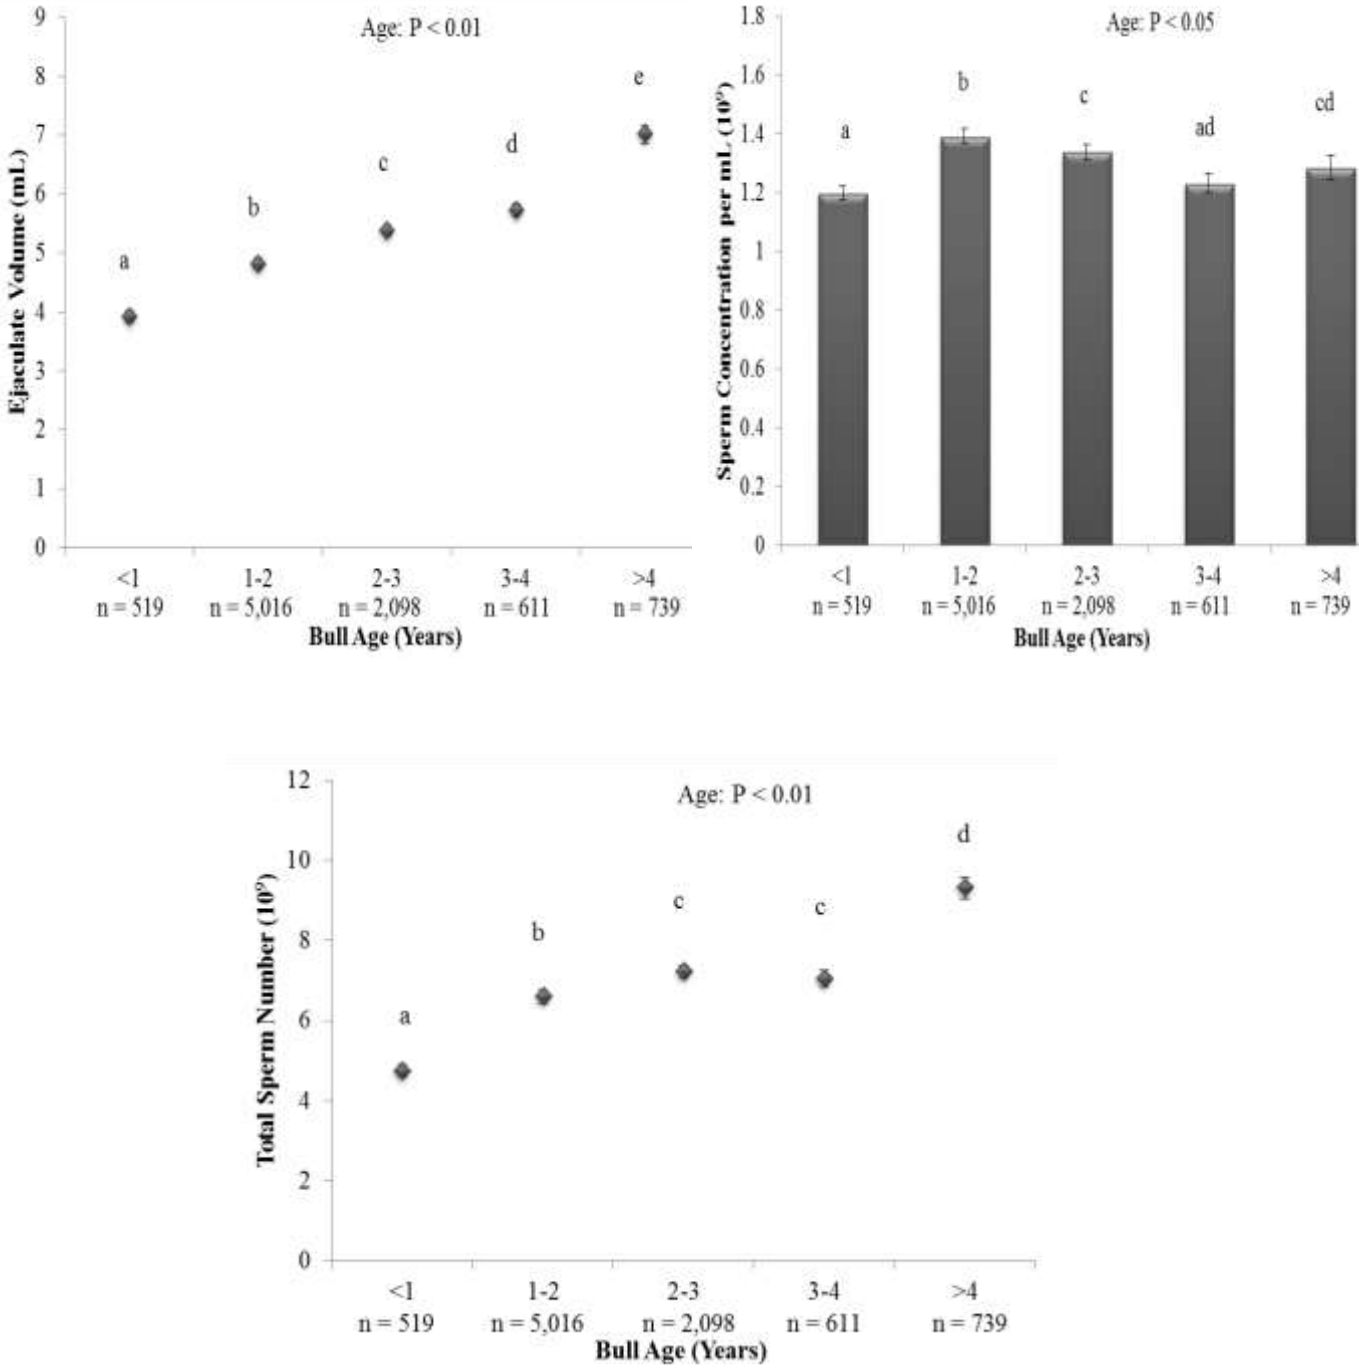 9
Age: P < 0.01
8
e
7
d
c
6
b
5
a
4
3
2
1
0
Ejaculate Volume (mL)
<1 1-2 2-3 3-4 >4
n = 519 n = 5,016 n = 2,098 n = 611 n = 739
Bull Age (Years)
1.8
Age: P < 0.05
1.6
b
c
cd
1.4
a
ad
1.2
1
0.8
0.6
0.4
0.2
0
Sperm Concentration per mL (10⁹)
<1 1-2 2-3 3-4 >4
n = 519 n = 5,016 n = 2,098 n = 611 n = 739
Bull Age (Years)
12
Age: P < 0.01
d
10
c
c
b
8
a
6
4
2
0
Total Sperm Number (10⁹)
<1 1-2 2-3 3-4 >4
n = 519 n = 5,016 n = 2,098 n = 611 n = 739
Bull Age (Years)